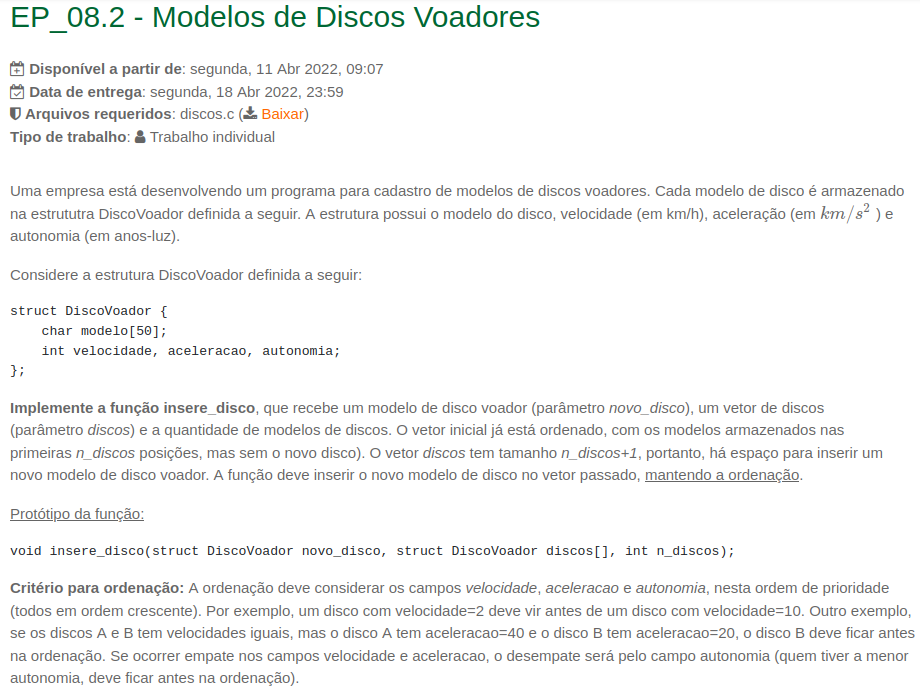 EP_08.2 - Modelos de Discos Voadores
Disponível a partir de: segunda, 11 Abr 2022, 09:07
Data de entrega: segunda, 18 Abr 2022, 23:59
Arquivos requeridos: discos.c (Baixar)
Tipo de trabalho: Trabalho individual
Uma empresa está desenvolvendo um programa para cadastro de modelos de discos voadores. Cada modelo de disco é armazenado
na estrututra DiscoVoador definida a seguir. A estrutura possui o modelo do disco, velocidade (em km/h), aceleração (em km/s² ) e
autonomia (em anos-luz).
Considere a estrutura DiscoVoador definida a seguir:
struct DiscoVoador {
    char modelo[50];
    int velocidade, aceleracao, autonomia;
};
Implemente a função insere_disco, que recebe um modelo de disco voador (parâmetro novo_disco), um vetor de discos
(parâmetro discos) e a quantidade de modelos de discos. O vetor inicial já está ordenado, com os modelos armazenados nas
primeiras n_discos posições, mas sem o novo disco). O vetor discos tem tamanho n_discos+1, portanto, há espaço para inserir um
novo modelo de disco voador. A função deve inserir o novo modelo de disco no vetor passado, mantendo a ordenação.
Protótipo da função:
void insere_disco(struct DiscoVoador novo_disco, struct DiscoVoador discos[], int n_discos);
Critério para ordenação: A ordenação deve considerar os campos velocidade, aceleracao e autonomia, nesta ordem de prioridade
(todos em ordem crescente). Por exemplo, um disco com velocidade=2 deve vir antes de um disco com velocidade=10. Outro exemplo,
se os discos A e B tem velocidades iguais, mas o disco A tem aceleracao=40 e o disco B tem aceleracao=20, o disco B deve ficar antes
na ordenação. Se ocorrer empate nos campos velocidade e aceleracao, o desempate será pelo campo autonomia (quem tiver a menor
autonomia, deve ficar antes na ordenação).